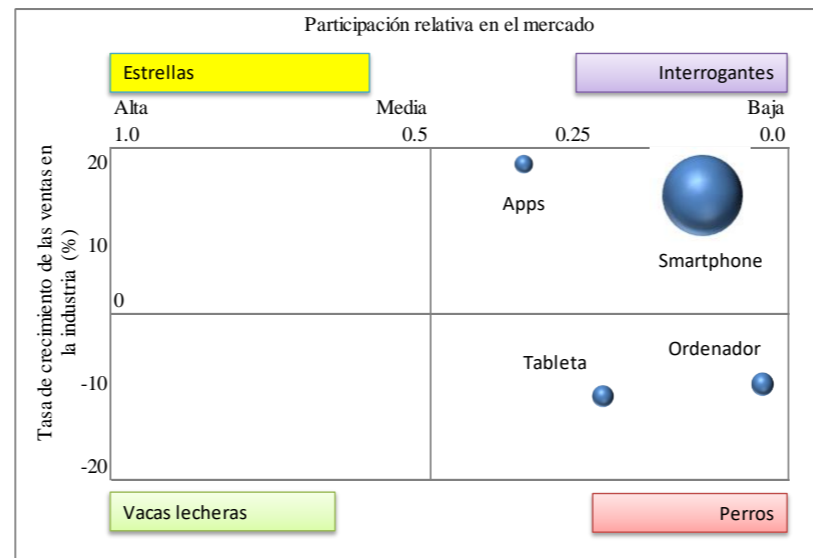 Participación relativa en el mercado
Estrellas
Interrogantes
Alta
Media
Baja
1.0
0.5
0.25
0.0
Tasa de crecimiento de las ventas en
la industria (%)
20
Apps
10
Smartphone
0
Ordenador
Tableta
-10
-20
Vacas lecheras
Perros